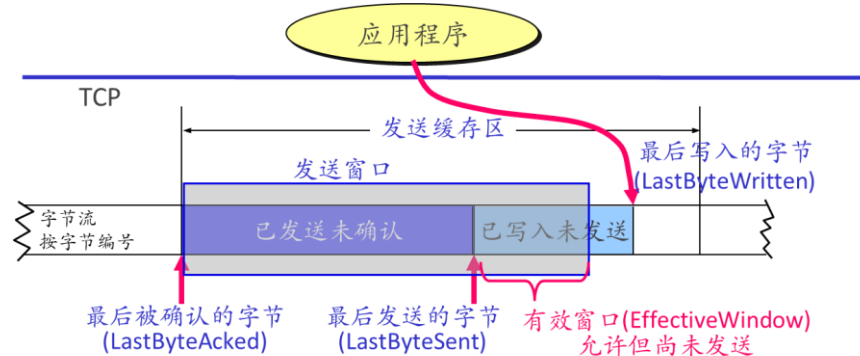 应用程序
TCP
发送缓存区
最后写入的字节
(LastByteWritten)
发送窗口
字节流
按字节编号
已发送未确认
已写入未发送
最后被确认的字节
(LastByteAcked)
最后发送的字节
(LastByteSent)
有效窗口(EffectiveWindow)
允许但尚未发送